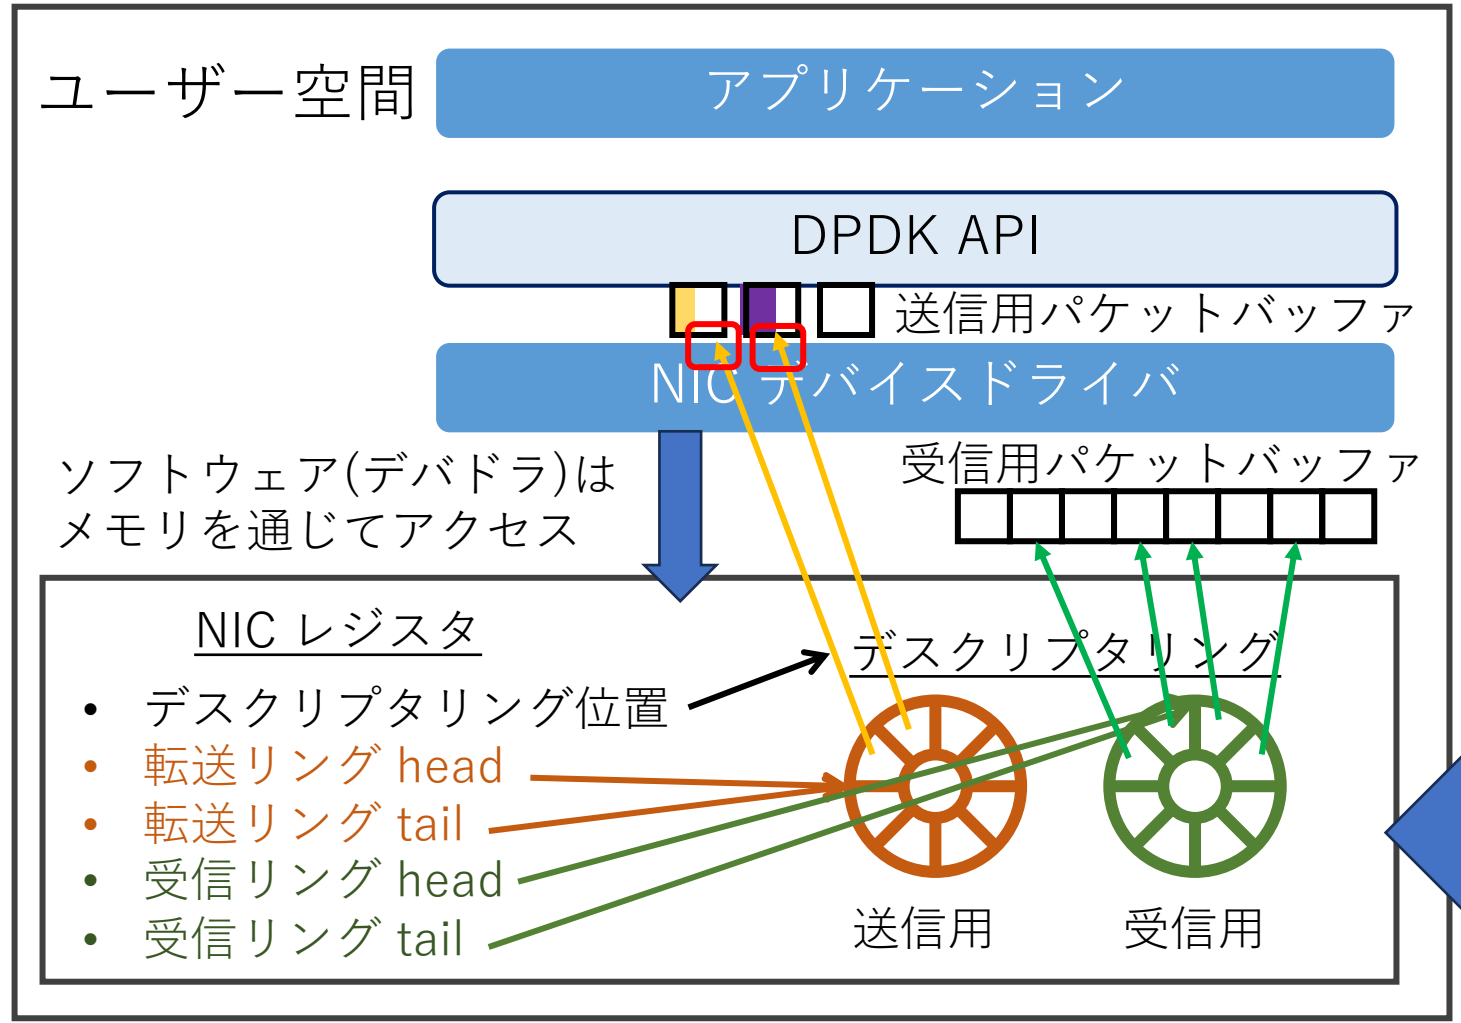 ユーザー空間
アプリケーション
DPDK API
送信用パケットバッファ
NIC デバイスドライバ
受信用パケットバッファ
ソフトウェア(デバドラ)は
メモリを通じてアクセス
NIC レジスタ
デスクリプタリング
• デスクリプタリング位置
• 転送リング head
• 転送リング tail
• 受信リング head
• 受信リング tail
送信用
受信用